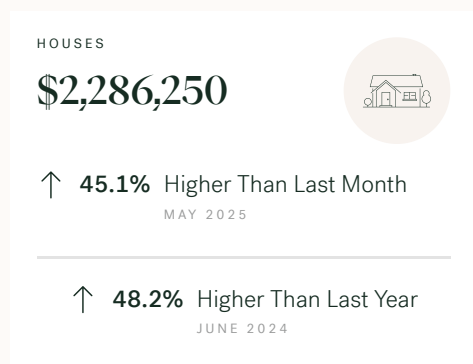 HOUSES
$2,286,250
45.1% Higher Than Last Month
MAY 2025
48.2% Higher Than Last Year
JUNE 2024